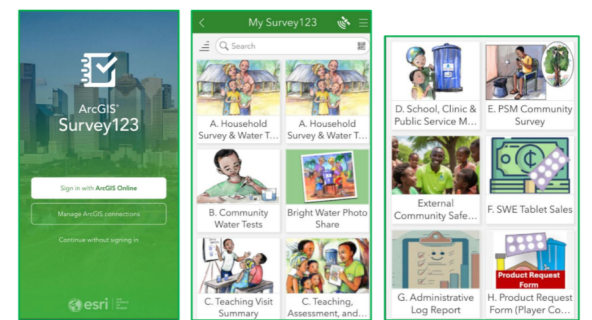 ArcGIS®
Survey123
Sign in with ArcGIS Online
Manage ArcGIS connections
Continue without signing in
esri
My Survey123
Search
A. Household
Survey & Water T...
A. Household
Survey & Water T...
B. Community
Water Tests
Bright Water Photo
Share
C. Teaching Visit
Summary
C. Teaching,
Assessment, and...
D. School, Clinic &
Public Service M...
E. PSM Community
Survey
External
Community Safe...
F. SWE Tablet Sales
G. Administrative
Log Report
Product Request
Form
H. Product Request
Form (Player Co...